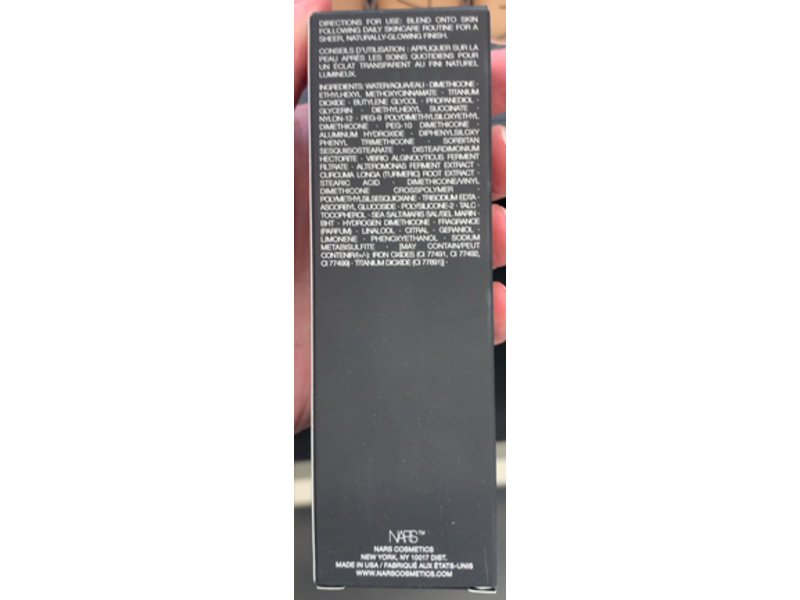 DIRECTIONS FOR USE: BLEND ONTO SKIN
FOLLOWING DAILY SKINCARE ROUTINE FOR A
SHEER, NATURALLY-GLOWING FINISH.
CONSEILS D'UTILISATION : APPLIQUER SUR LA
PEAU APRÈS LES SOINS QUOTIDIENS POUR
UN ÉCLAT TRANSPARENT AU FINI NATUREL
LUMINEUX.
INGREDIENTS: WATER/AQUA/EAU · DIMETHICONE ·
ETHYLHEXYL METHOXYCINNAMATE · TITANIUM
DIOXIDE · BUTYLENE GLYCOL · PROPANEDIOL ·
GLYCERIN · DIETHYLHEXYL SUCCINATE ·
NYLON-12 · PEG-9 POLYDIMETHYLSILOXYETHYL
DIMETHICONE · PEG-10 DIMETHICONE ·
ALUMINUM HYDROXIDE · DIPHENYLSILOXY
PHENYL TRIMETHICONE · SORBITAN
SESQUIISOSTEARATE · DISTEARDIMONIUM
HECTORITE · VIBRIO ALGINOLYTICUS FERMENT
FILTRATE · ALTEROMONAS FERMENT EXTRACT ·
CURCUMA LONGA (TURMERIC) ROOT EXTRACT ·
STEARIC ACID · DIMETHICONE/VINYL
DIMETHICONE CROSSPOLYMER ·
POLYMETHYLSILSESQUIOXANE · TRISODIUM EDTA ·
ASCORBYL GLUCOSIDE · POLYSILICONE-2 · TALC ·
TOCOPHEROL · SEA SALT/MARIS SAL/SEL MARIN ·
BHT · HYDROGEN DIMETHICONE · FRAGRANCE
(PARFUM) · LINALOOL · CITRAL · GERANIOL ·
LIMONENE · PHENOXYETHANOL · SODIUM
METABISULFITE · [MAY CONTAIN/PEUT
CONTENIR/(+/-): IRON OXIDES (CI 77491, CI 77492,
CI 77499) · TITANIUM DIOXIDE (CI 77891)] ·
NARS™
NARS COSMETICS
NEW YORK, NY 10017 DIST.
MADE IN USA / FABRIQUÉ AUX ÉTATS-UNIS
WWW.NARSCOSMETICS.COM